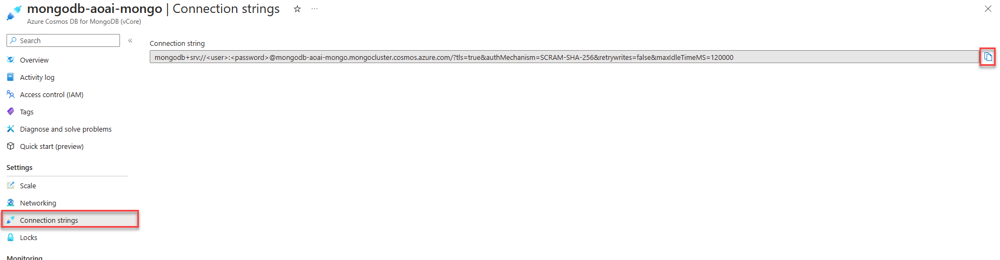 mongodb-aoai-mongo | Connection strings
Azure Cosmos DB for MongoDB (vCore)
Search
Overview
Activity log
Access control (IAM)
Tags
Diagnose and solve problems
Quick start (preview)
Settings
Scale
Networking
Connection strings
Locks
Monitoring
Connection string
mongodb+srv://<user>:<password>@mongodb-aoai-mongo.mongocluster.cosmos.azure.com/?tls=true&authMechanism=SCRAM-SHA-256&retrywrites=false&maxIdleTimeMS=120000